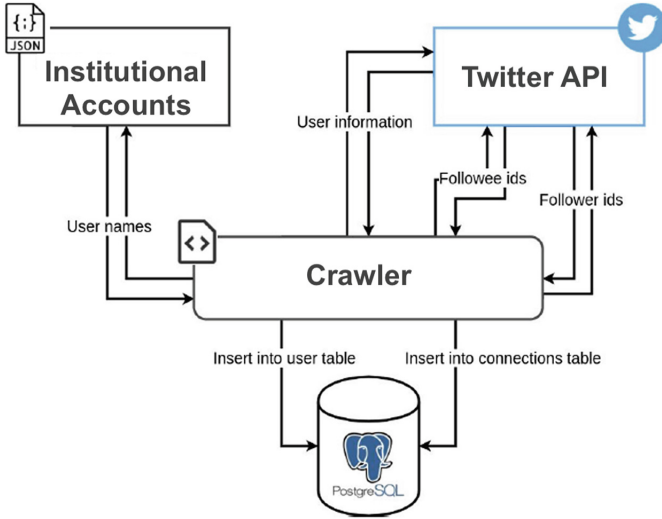 {;}
JSON
Institutional
Accounts
Twitter API
User information
Followee ids
Follower ids
User names
<>
Crawler
Insert into user table
Insert into connections table
PostgreSQL